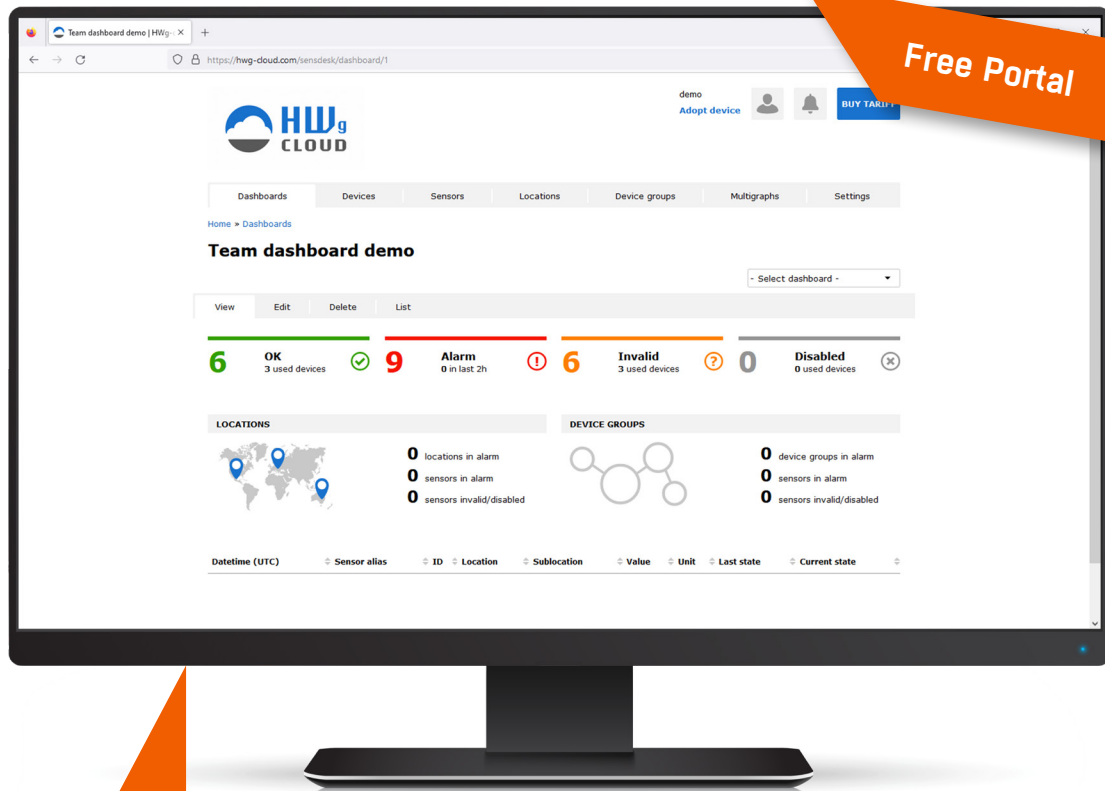 Team dashboard demo | HWg-
https://hwg-cloud.com/sensdesk/dashboard/1
Free Portal
HWg
CLOUD
demo
Adopt device
BUY TARIFF
Dashboards Devices Sensors Locations Device groups Multigraphs Settings
Home » Dashboards
Team dashboard demo
- Select dashboard -
View Edit Delete List
6 OK 9 Alarm 6 Invalid 0 Disabled
3 used devices 0 in last 2h 3 used devices 0 used devices
LOCATIONS DEVICE GROUPS
0 locations in alarm 0 device groups in alarm
0 sensors in alarm 0 sensors in alarm
0 sensors invalid/disabled 0 sensors invalid/disabled
Datetime (UTC) Sensor alias ID Location Sublocation Value Unit Last state Current state